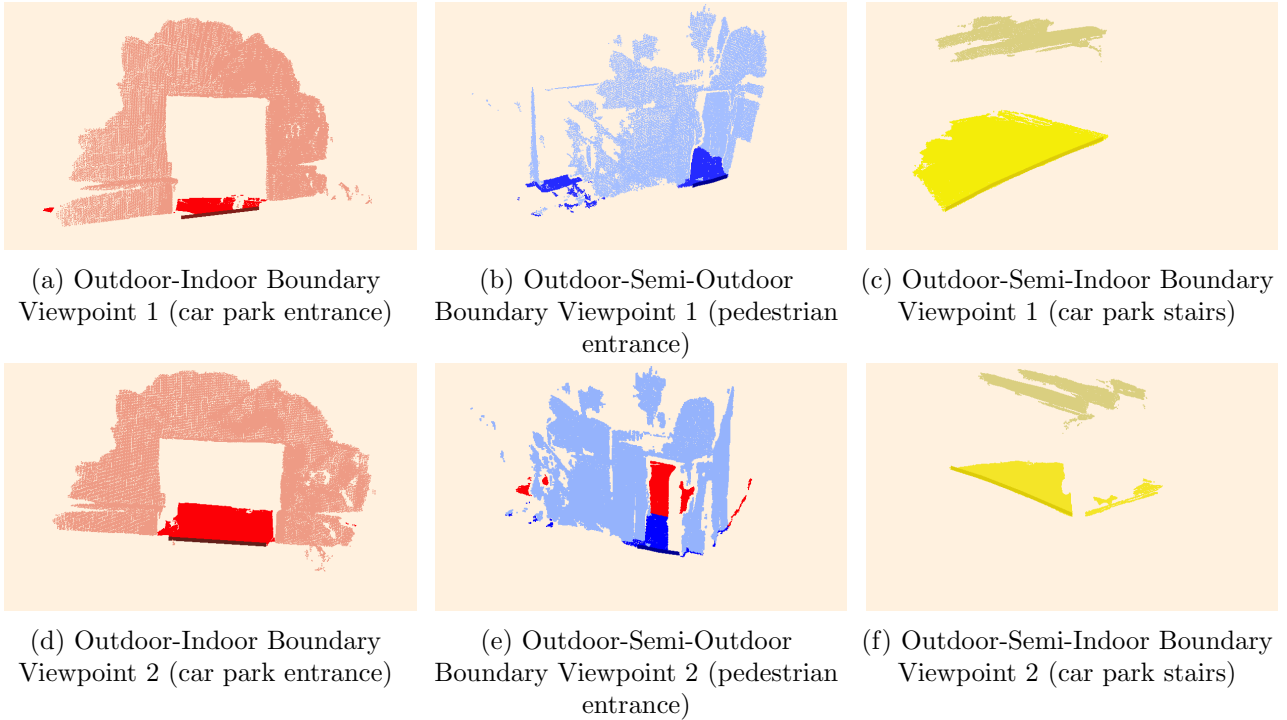 (a) Outdoor-Indoor Boundary
Viewpoint 1 (car park entrance)
(b) Outdoor-Semi-Outdoor
Boundary Viewpoint 1 (pedestrian
entrance)
(c) Outdoor-Semi-Indoor Boundary
Viewpoint 1 (car park stairs)
(d) Outdoor-Indoor Boundary
Viewpoint 2 (car park entrance)
(e) Outdoor-Semi-Outdoor
Boundary Viewpoint 2 (pedestrian
entrance)
(f) Outdoor-Semi-Indoor Boundary
Viewpoint 2 (car park stairs)